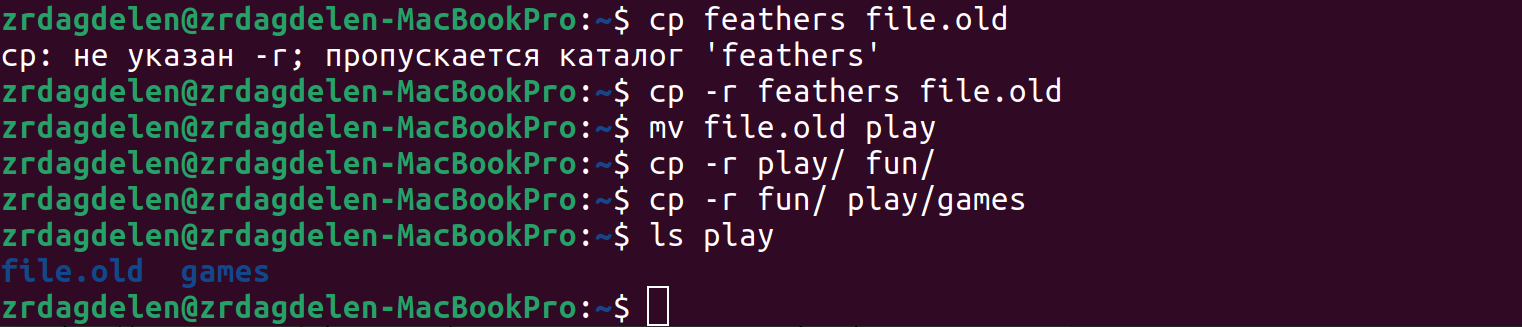 zrdagdelen@zrdagdelen-MacBookPro:~$ cp feathers file.old
cp: не указан -r; пропускается каталог 'feathers'
zrdagdelen@zrdagdelen-MacBookPro:~$ cp -r feathers file.old
zrdagdelen@zrdagdelen-MacBookPro:~$ mv file.old play
zrdagdelen@zrdagdelen-MacBookPro:~$ cp -r play/ fun/
zrdagdelen@zrdagdelen-MacBookPro:~$ cp -r fun/ play/games
zrdagdelen@zrdagdelen-MacBookPro:~$ ls play
file.old  games
zrdagdelen@zrdagdelen-MacBookPro:~$